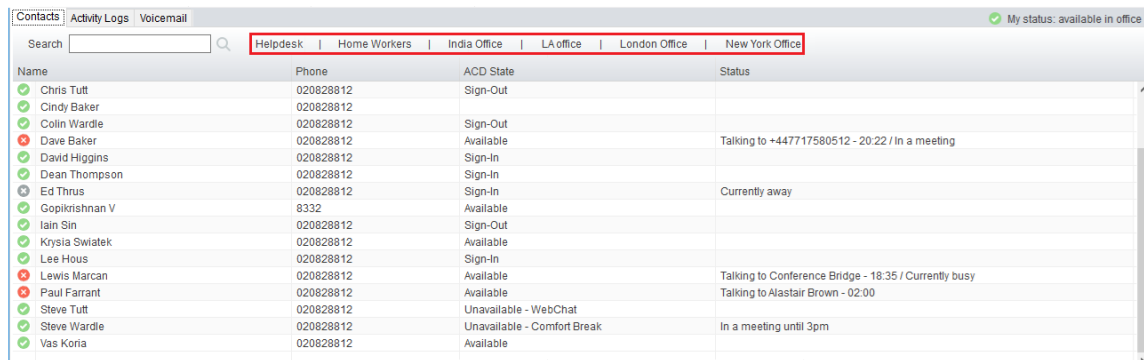 Contacts Activity Logs Voicemail My status: available in office
Search Helpdesk | Home Workers | India Office | LA office | London Office | New York Office
Name Phone ACD State Status
Chris Tutt 020828812 Sign-Out
Cindy Baker 020828812
Colin Wardle 020828812 Sign-Out
Dave Baker 020828812 Available Talking to +447717580512 - 20:22 / In a meeting
David Higgins 020828812 Sign-In
Dean Thompson 020828812 Sign-In
Ed Thrus 020828812 Sign-In Currently away
Gopikrishnan V 8332 Available
Iain Sin 020828812 Sign-Out
Krysia Swiatek 020828812 Available
Lee Hous 020828812 Sign-In
Lewis Marcan 020828812 Available Talking to Conference Bridge - 18:35 / Currently busy
Paul Farrant 020828812 Available Talking to Alastair Brown - 02:00
Steve Tutt 020828812 Unavailable - WebChat
Steve Wardle 020828812 Unavailable - Comfort Break In a meeting until 3pm
Vas Koria 020828812 Available